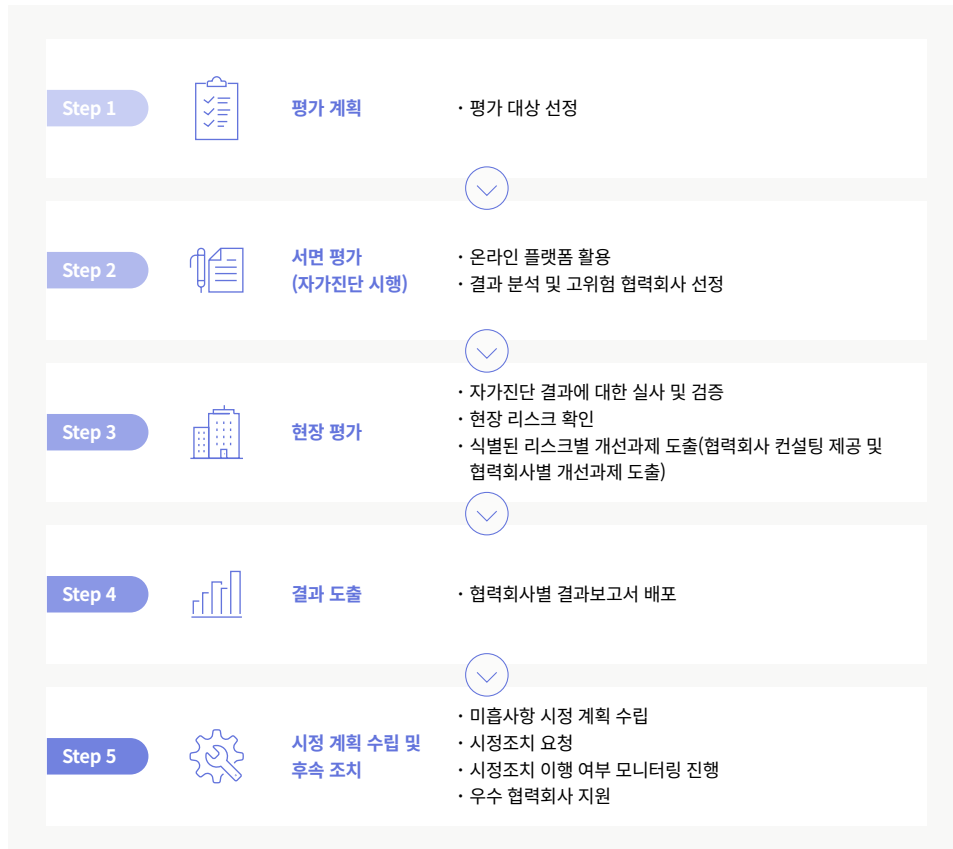 Step 1
평가 계획
· 평가 대상 선정
Step 2
서면 평가
(자가진단 시행)
· 온라인 플랫폼 활용
· 결과 분석 및 고위험 협력회사 선정
Step 3
현장 평가
· 자가진단 결과에 대한 실사 및 검증
· 현장 리스크 확인
· 식별된 리스크별 개선과제 도출(협력회사 컨설팅 제공 및
협력회사별 개선과제 도출)
Step 4
결과 도출
· 협력회사별 결과보고서 배포
Step 5
시정 계획 수립 및
후속 조치
· 미흡사항 시정 계획 수립
· 시정조치 요청
· 시정조치 이행 여부 모니터링 진행
· 우수 협력회사 지원